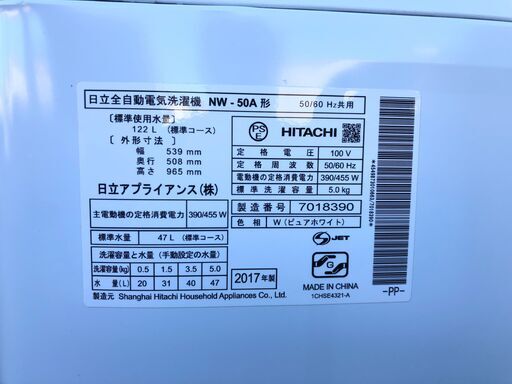 日立全自動電気洗濯機 NW-50A 形 50/60 Hz共用
〔標準使用水量〕
122 L (標準コース)
〔外形寸法〕
幅 539 mm
奥行 508 mm
高さ 965 mm
日立アプライアンス(株)
PS
E
HITACHI
定格電圧 100 V
定格周波数 50/60 Hz
電動機の定格消費電力 390/455 W
標準洗濯容量 5.0kg
主電動機の定格消費電力 390/455 W
製造番号 7018390
標準水量 47 L (標準コース)
色相 W (ピュアホワイト)
洗濯容量と水量 (手動設定の水量)
洗濯容量(kg) 0.5 1.5 3.5 5.0
水量(L) 20 31 40 47
2017年製
S JET
MADE IN CHINA
1CHSE4321-A
製造元 Shanghai Hitachi Household Appliances Co., Ltd.
-PP-